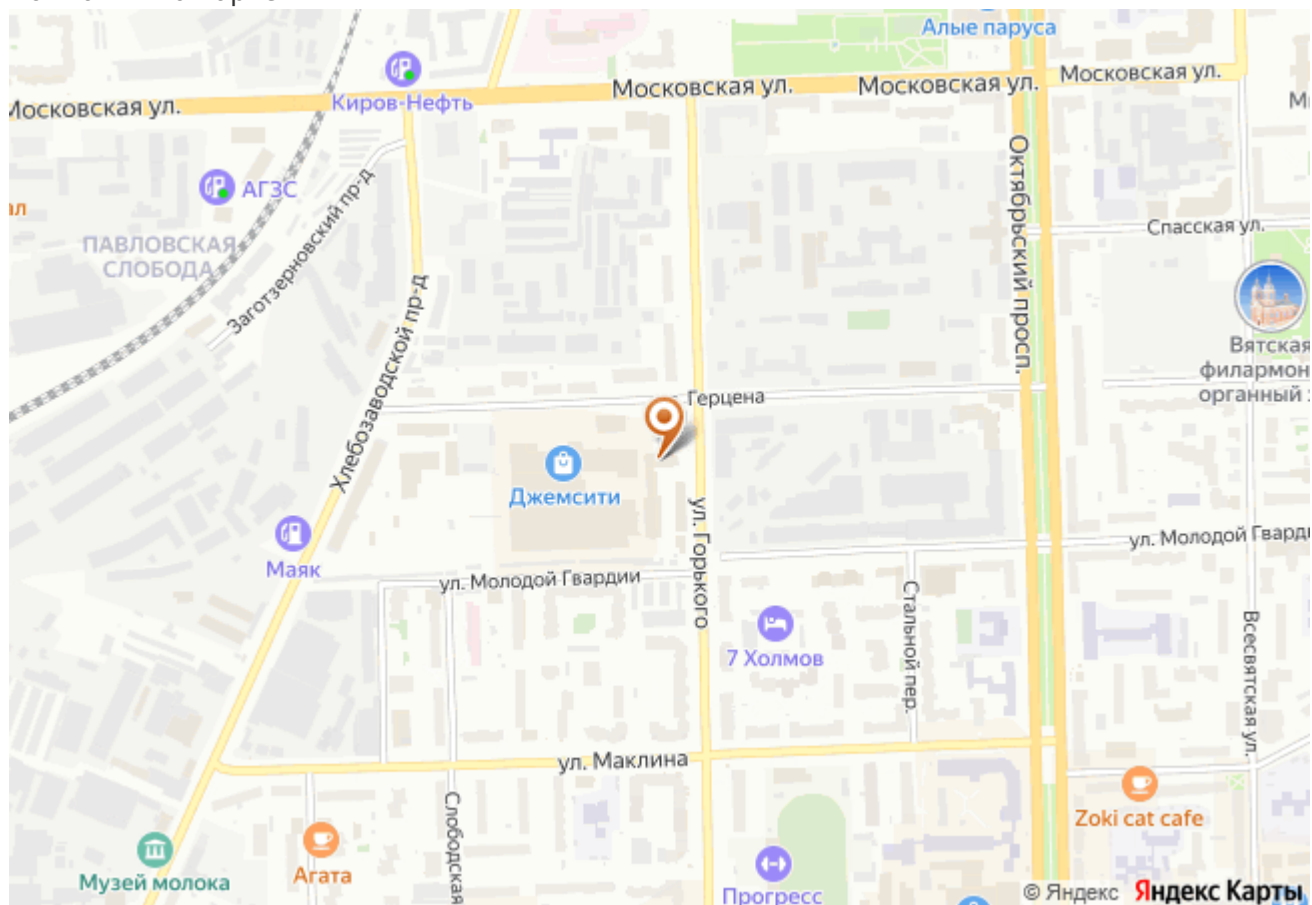 Алые паруса
Московская ул.
Московская ул.
Московская ул.
Московская ул.
Киров-Нефть
АГЗС
ПАВЛОВСКАЯ
СЛОБОДА
Заготзерновский пр-д
Хлебозаводской пр-д
Октябрьский просп.
Спасская ул.
Вятская
филармон
органный
Герцена
Джемсити
ул. Горького
Маяк
ул. Молодой Гвардии
ул. Молодой Гварди
7 Холмов
Стальной пер.
Всесвятская ул.
ул. Маклина
Слободская
Zoki cat cafe
Музей молока
Агата
Прогресс
© Яндекс Яндекс Карты